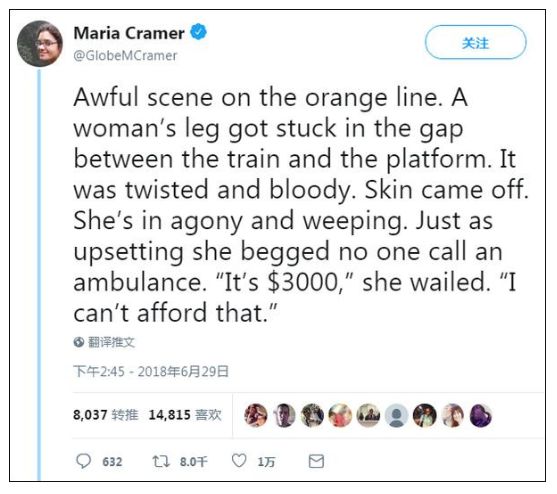 Maria Cramer
@GlobeMCramer
关注
Awful scene on the orange line. A
woman’s leg got stuck in the gap
between the train and the platform. It
was twisted and bloody. Skin came off.
She’s in agony and weeping. Just as
upsetting she begged no one call an
ambulance. “It’s $3000,” she wailed. “I
can’t afford that.”
翻译推文
下午2:45 - 2018年6月29日
8,037 转推 14,815 喜欢
632 8.0千 1万